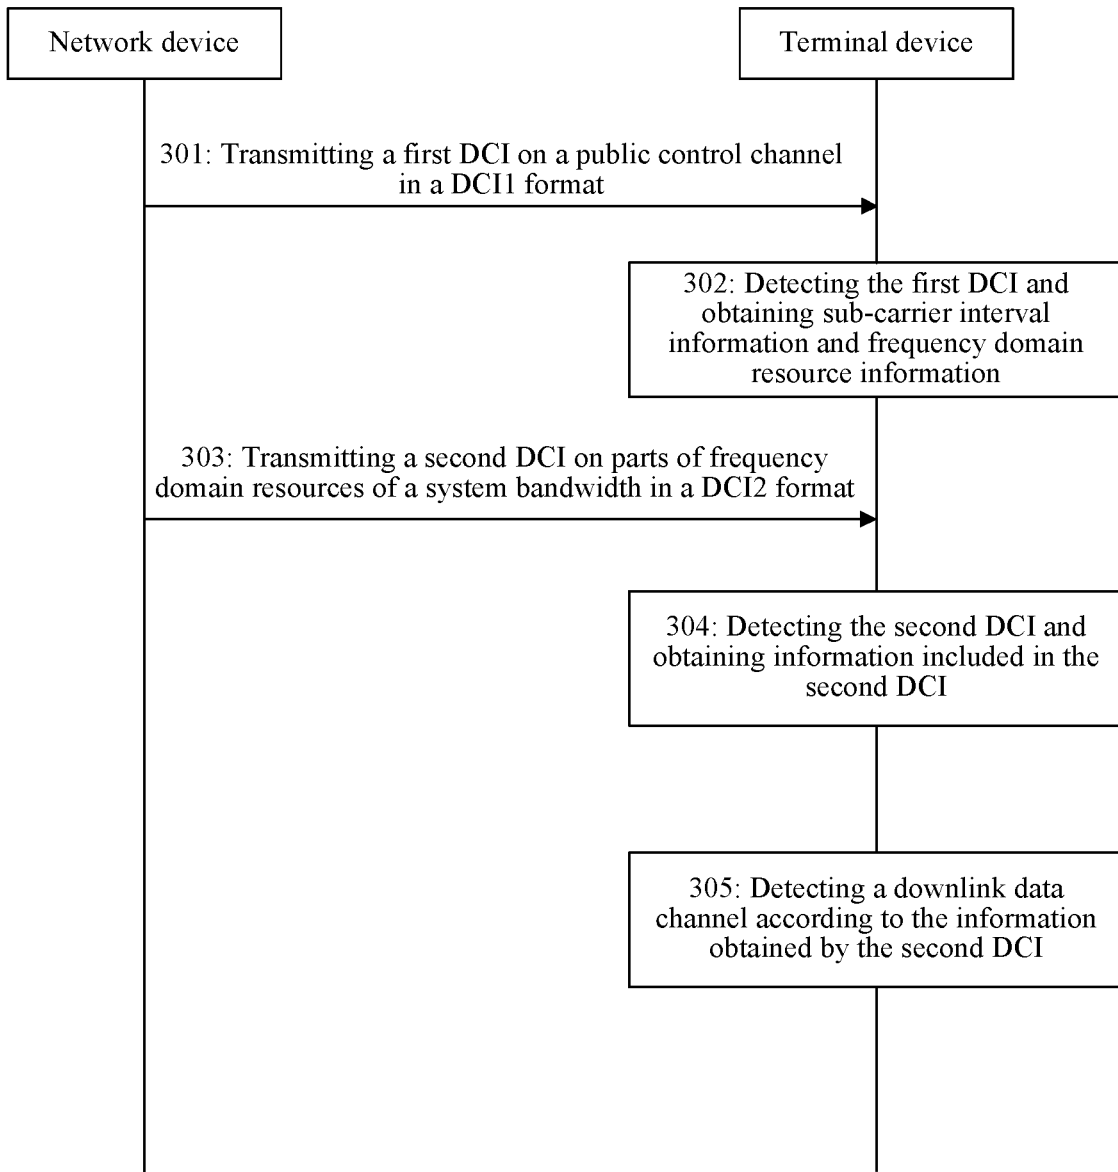 Network device
Terminal device
301: Transmitting a first DCI on a public control channel
in a DCI1 format
302: Detecting the first DCI and
obtaining sub-carrier interval
information and frequency domain
resource information
303: Transmitting a second DCI on parts of frequency
domain resources of a system bandwidth in a DCI2 format
304: Detecting the second DCI and
obtaining information included in the
second DCI
305: Detecting a downlink data
channel according to the information
obtained by the second DCI